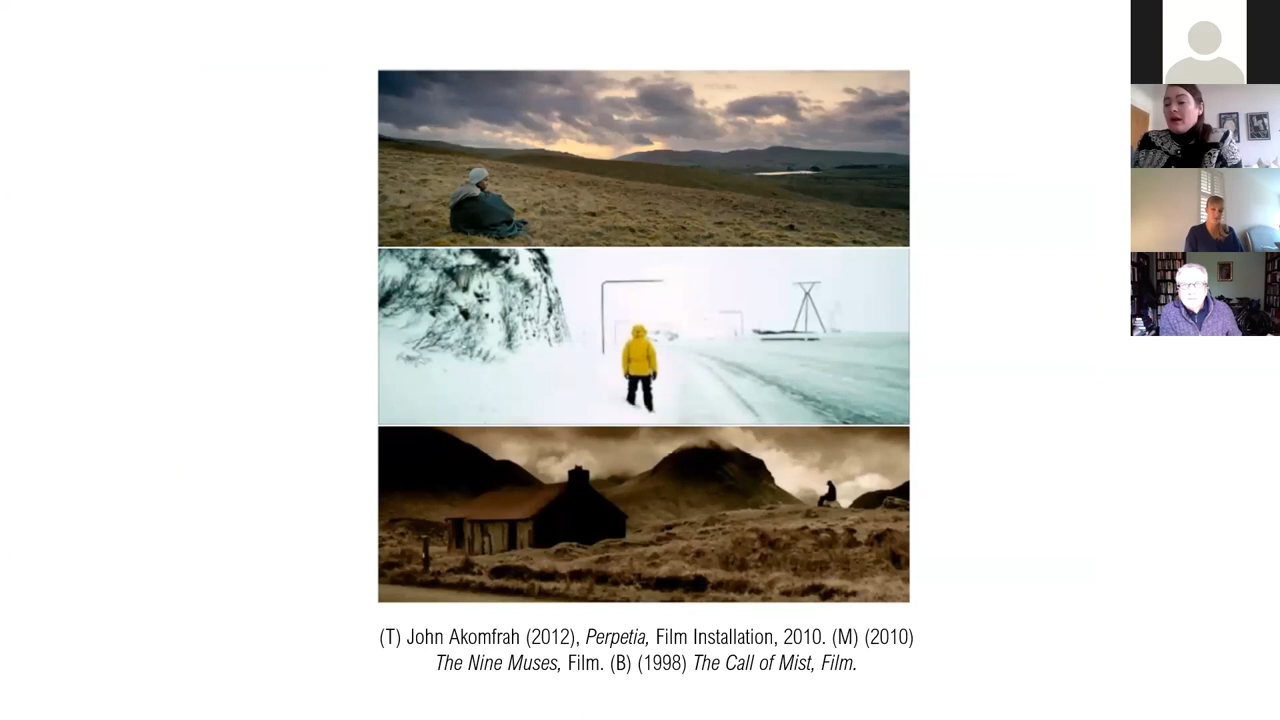 (T) John Akomfrah (2012), Perpetia, Film Installation, 2010. (M) (2010)
The Nine Muses, Film. (B) (1998) The Call of Mist, Film.